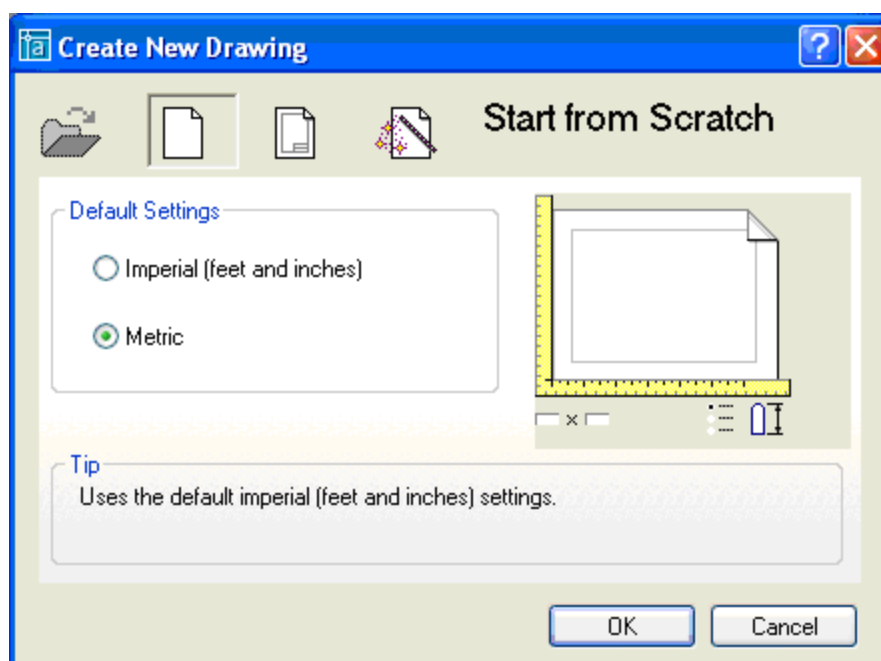 Create New Drawing
Start from Scratch
Default Settings
Imperial (feet and inches)
Metric
Tip
Uses the default imperial (feet and inches) settings.
OK
Cancel